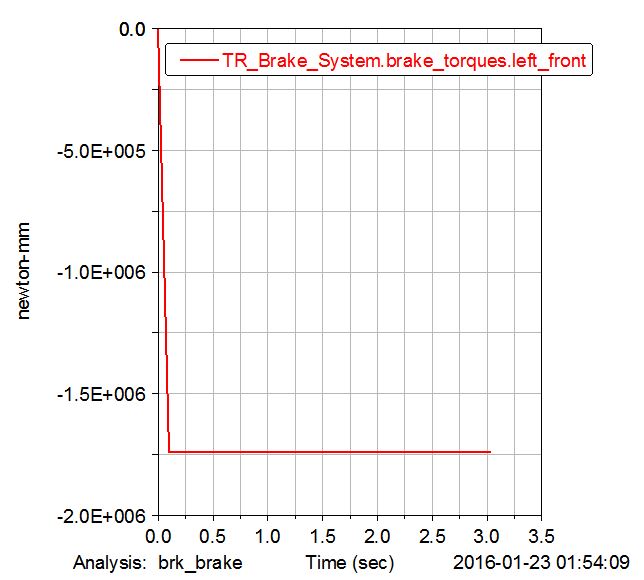 0.0
TR_Brake_System.brake_torques.left_front
-5.0E+005
newton-mm
-1.0E+006
-1.5E+006
-2.0E+006
0.0 0.5 1.0 1.5 2.0 2.5 3.0 3.5
Analysis: brk_brake Time (sec) 2016-01-23 01:54:09